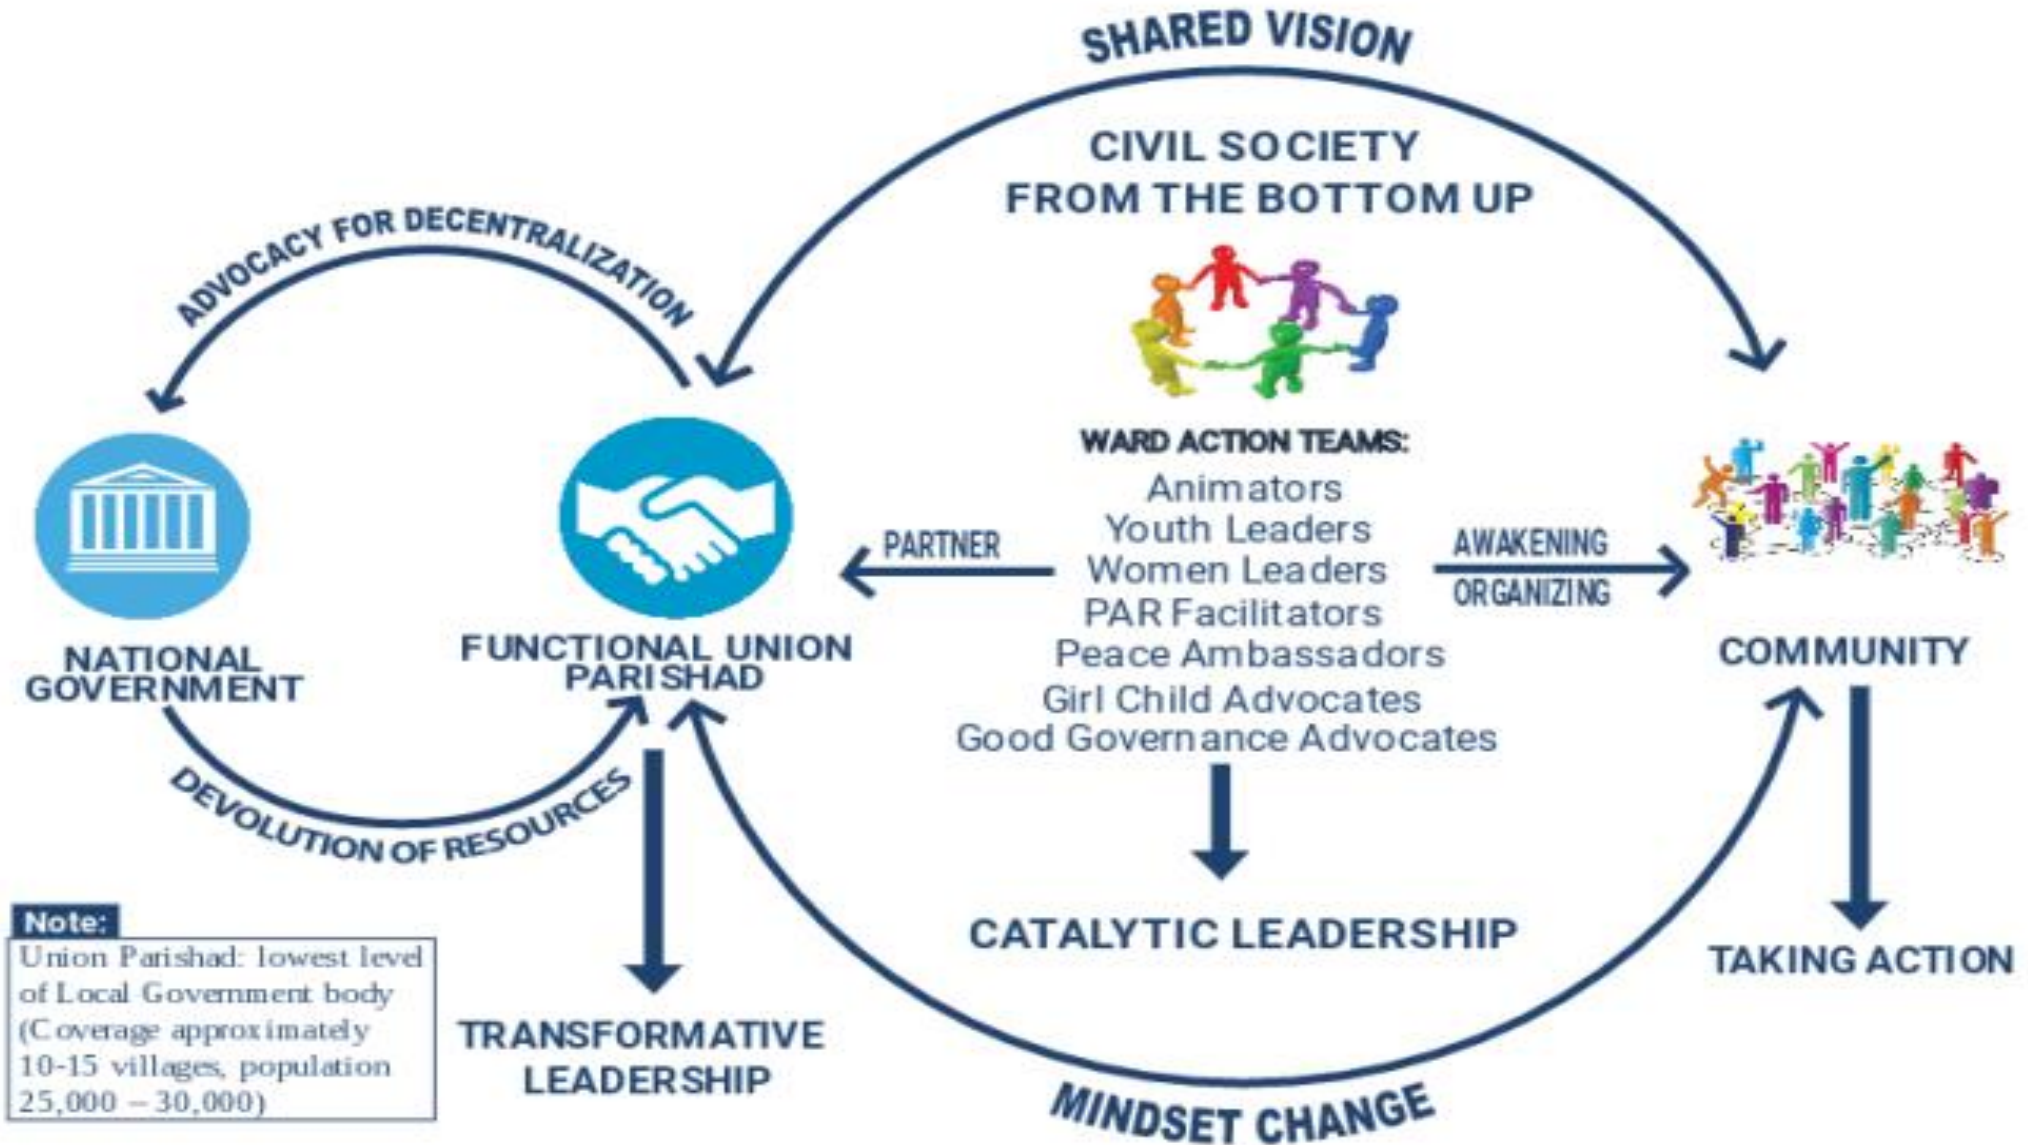 SHARED VISION
CIVIL SOCIETY
FROM THE BOTTOM UP
ADVOCACY FOR DECENTRALIZATION
WARD ACTION TEAMS:
Animators
Youth Leaders
Women Leaders
PAR Facilitators
Peace Ambassadors
Girl Child Advocates
Good Governance Advocates
PARTNER
AWAKENING
ORGANIZING
NATIONAL
GOVERNMENT
FUNCTIONAL UNION
PARISHAD
COMMUNITY
DEVOLUTION OF RESOURCES
CATALYTIC LEADERSHIP
TAKING ACTION
TRANSFORMATIVE
LEADERSHIP
MINDSET CHANGE
Note:
Union Parishad: lowest level
of Local Government body
(Coverage approximately
10-15 villages, population
25,000 – 30,000)